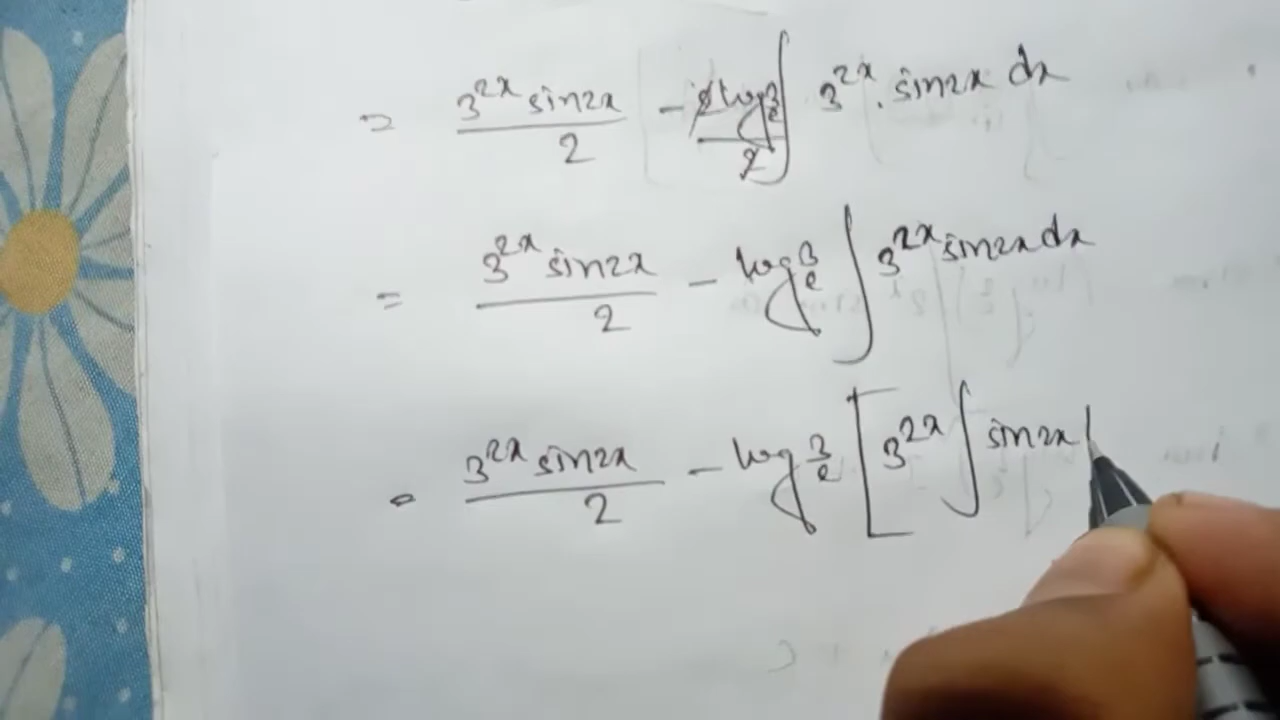 = 3^{2x} sin2x / 2 - 2log_e^3 / 2 ∫ 3^{2x} . sin2x dx
= 3^{2x} sin2x / 2 - log_e^3 ∫ 3^{2x} sin2x dx
= 3^{2x} sin2x / 2 - log_e^3 [ 3^{2x} ∫ sin2x